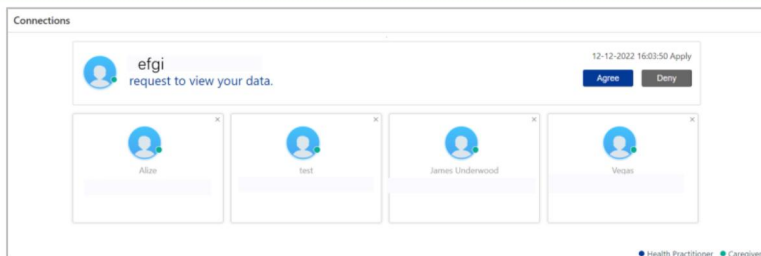 Connections
efgi
12-12-2022 16:03:50 Apply
request to view your data.
Agree Deny
Alize test James Underwood Vegas
Health Practitioner Caregiver